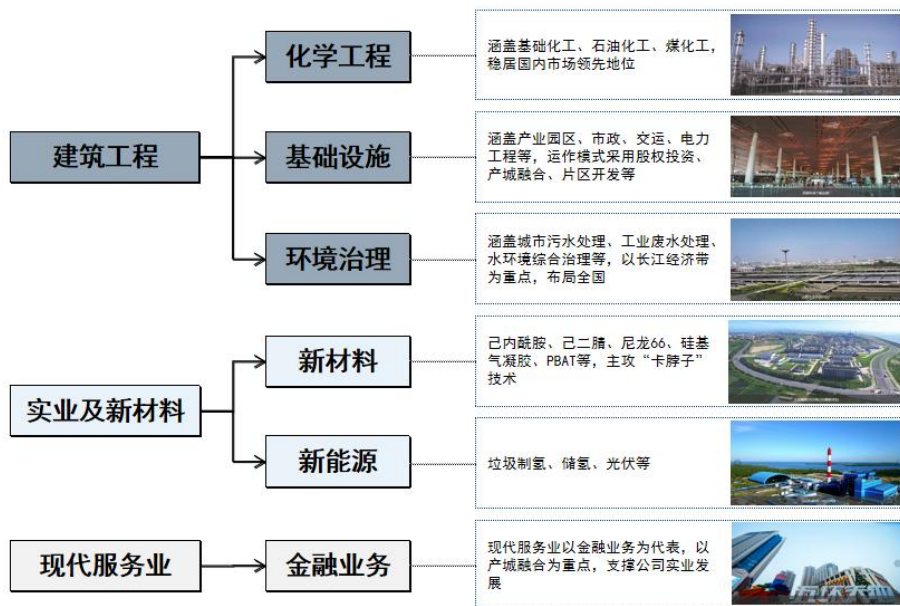 建筑工程
化学工程
涵盖基础化工、石油化工、煤化工，
稳居国内市场领先地位
基础设施
涵盖产业园区、市政、交运、电力
工程等，运作模式采用股权投资、
产城融合、片区开发等
环境治理
涵盖城市污水处理、工业废水处理、
水环境综合治理等，以长江经济带
为重点，布局全国
实业及新材料
新材料
己内酰胺、己二腈、尼龙66、硅基
气凝胶、PBAT等，主攻“卡脖子”
技术
新能源
垃圾制氢、储氢、光伏等
现代服务业
金融业务
现代服务业以金融业务为代表，以
产城融合为重点，支撑公司实业发
展